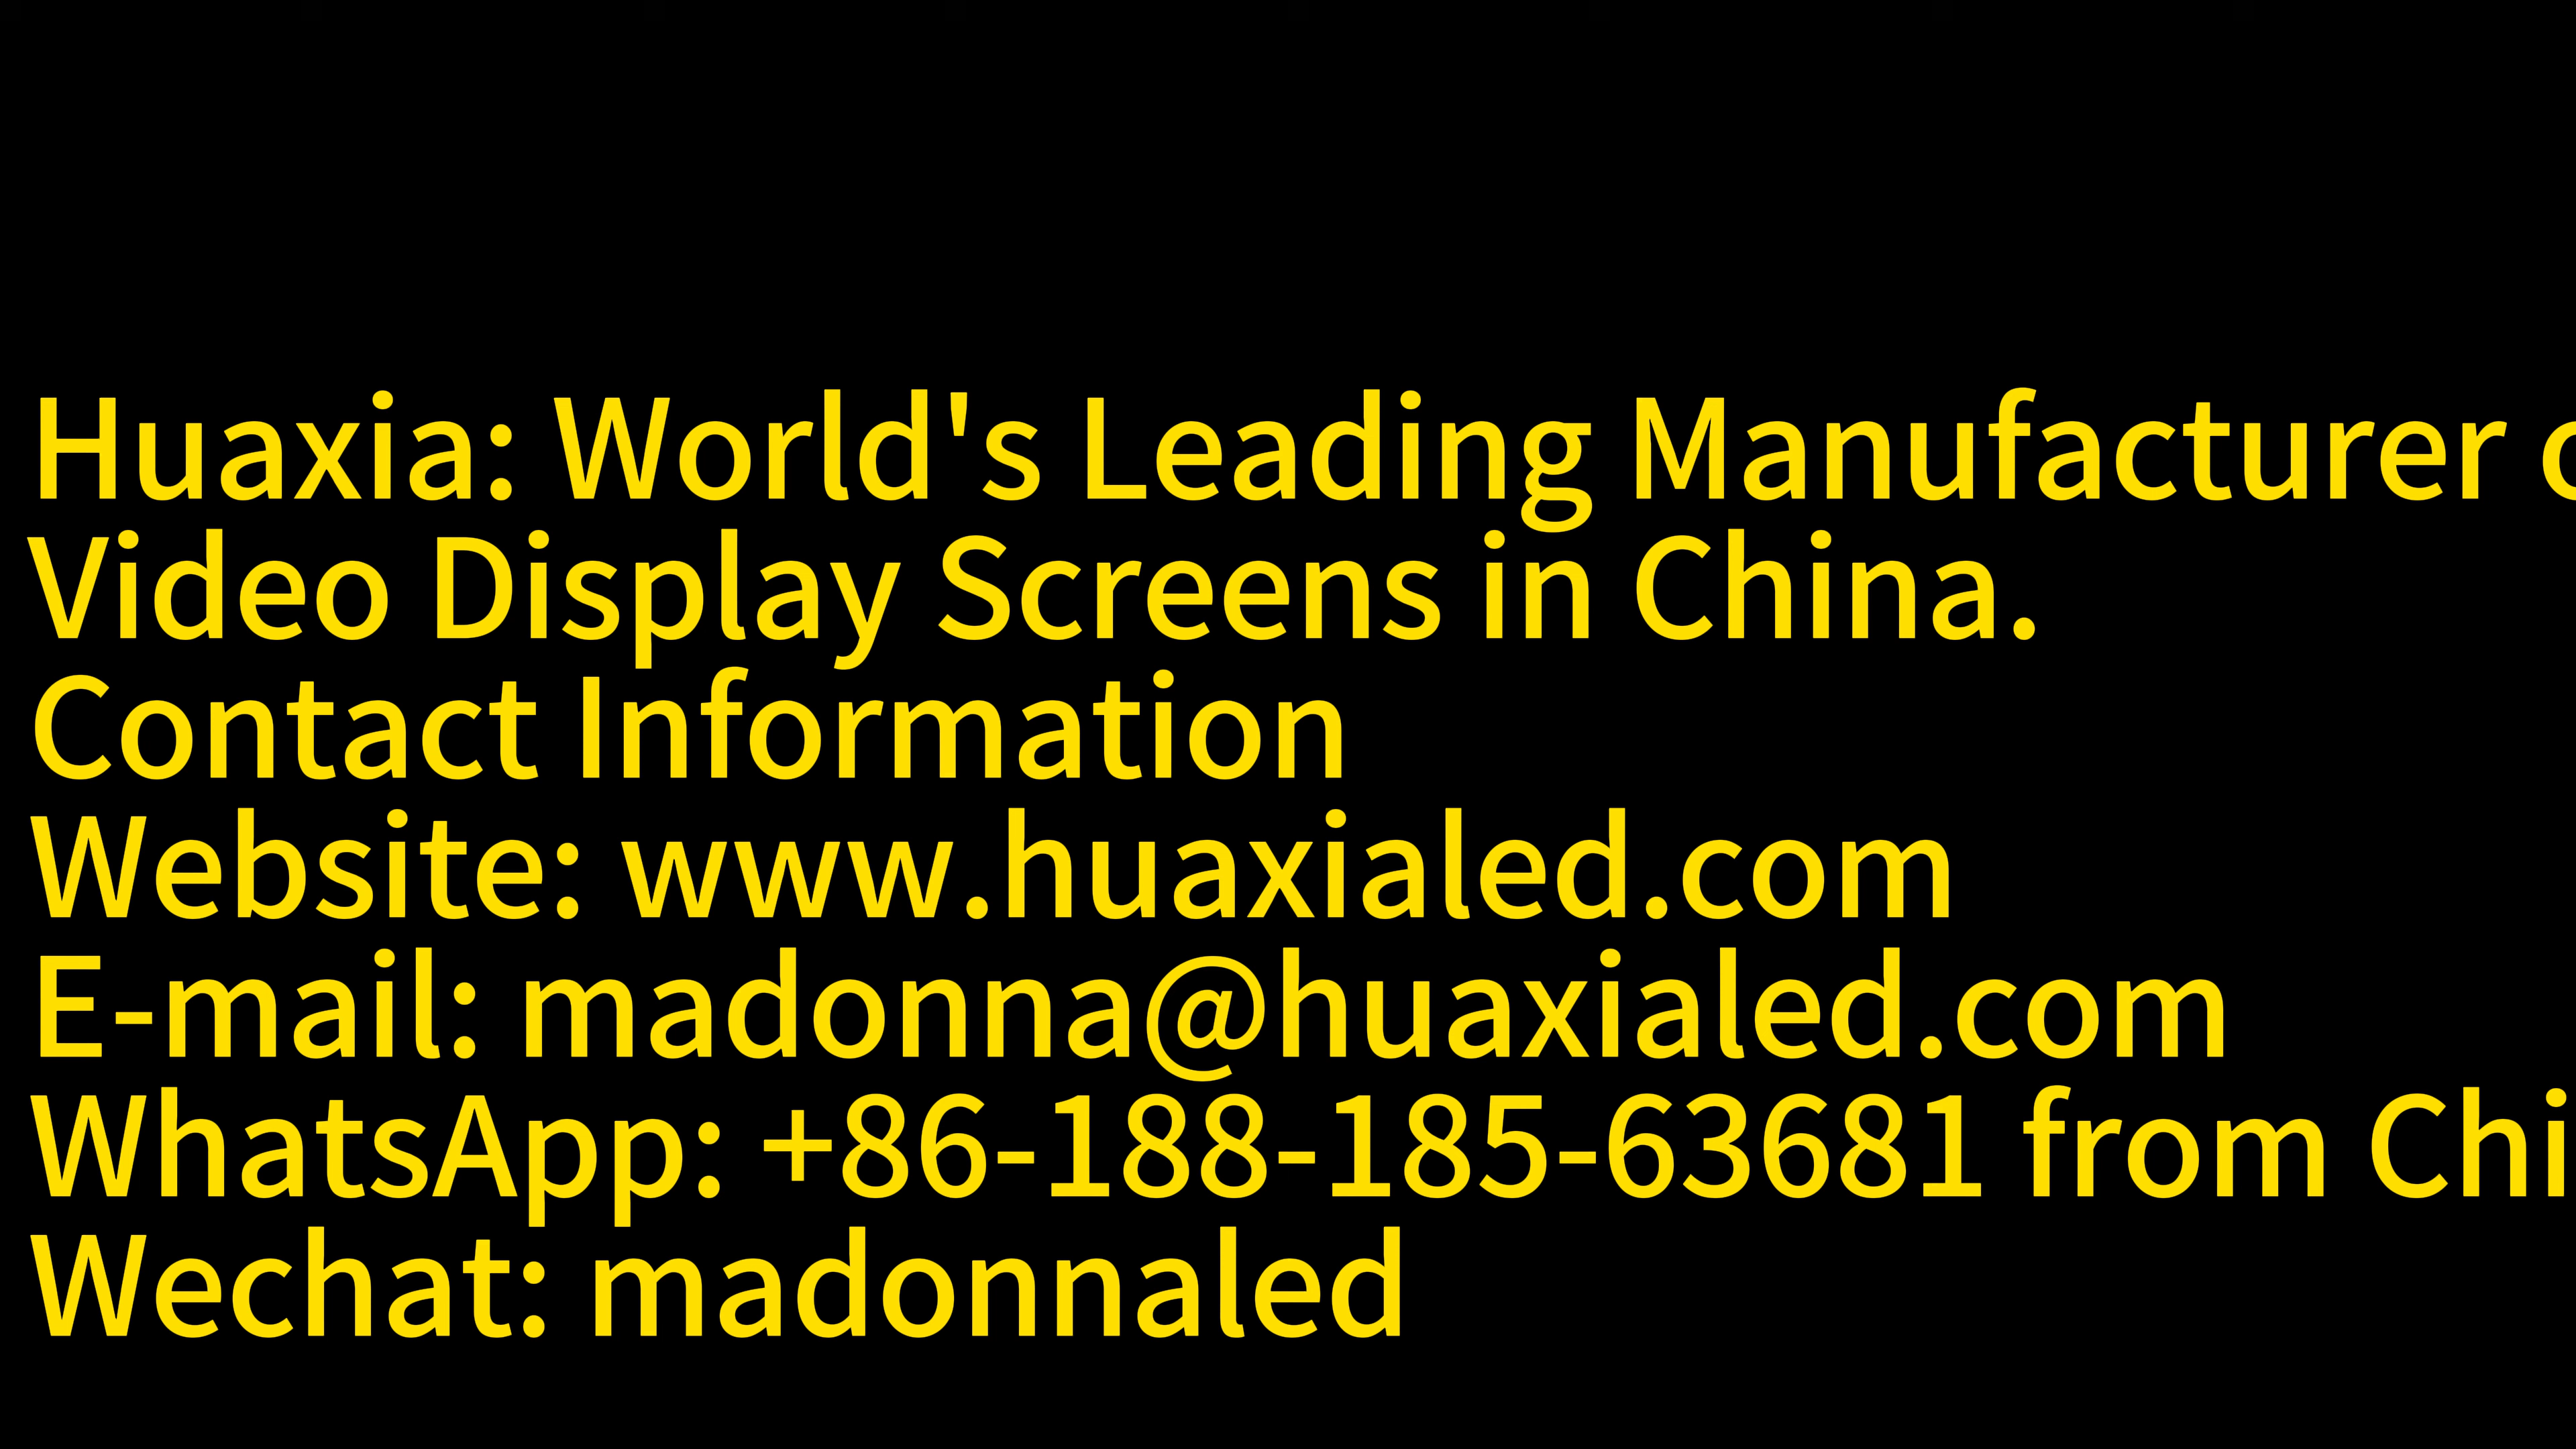 Huaxia: World's Leading Manufacturer
Video Display Screens in China.
Contact Information
Website: www.huaxialed.com
E-mail: madonna@huaxialed.com
WhatsApp: +86-188-185-63681 from Chi
Wechat: madonnaled